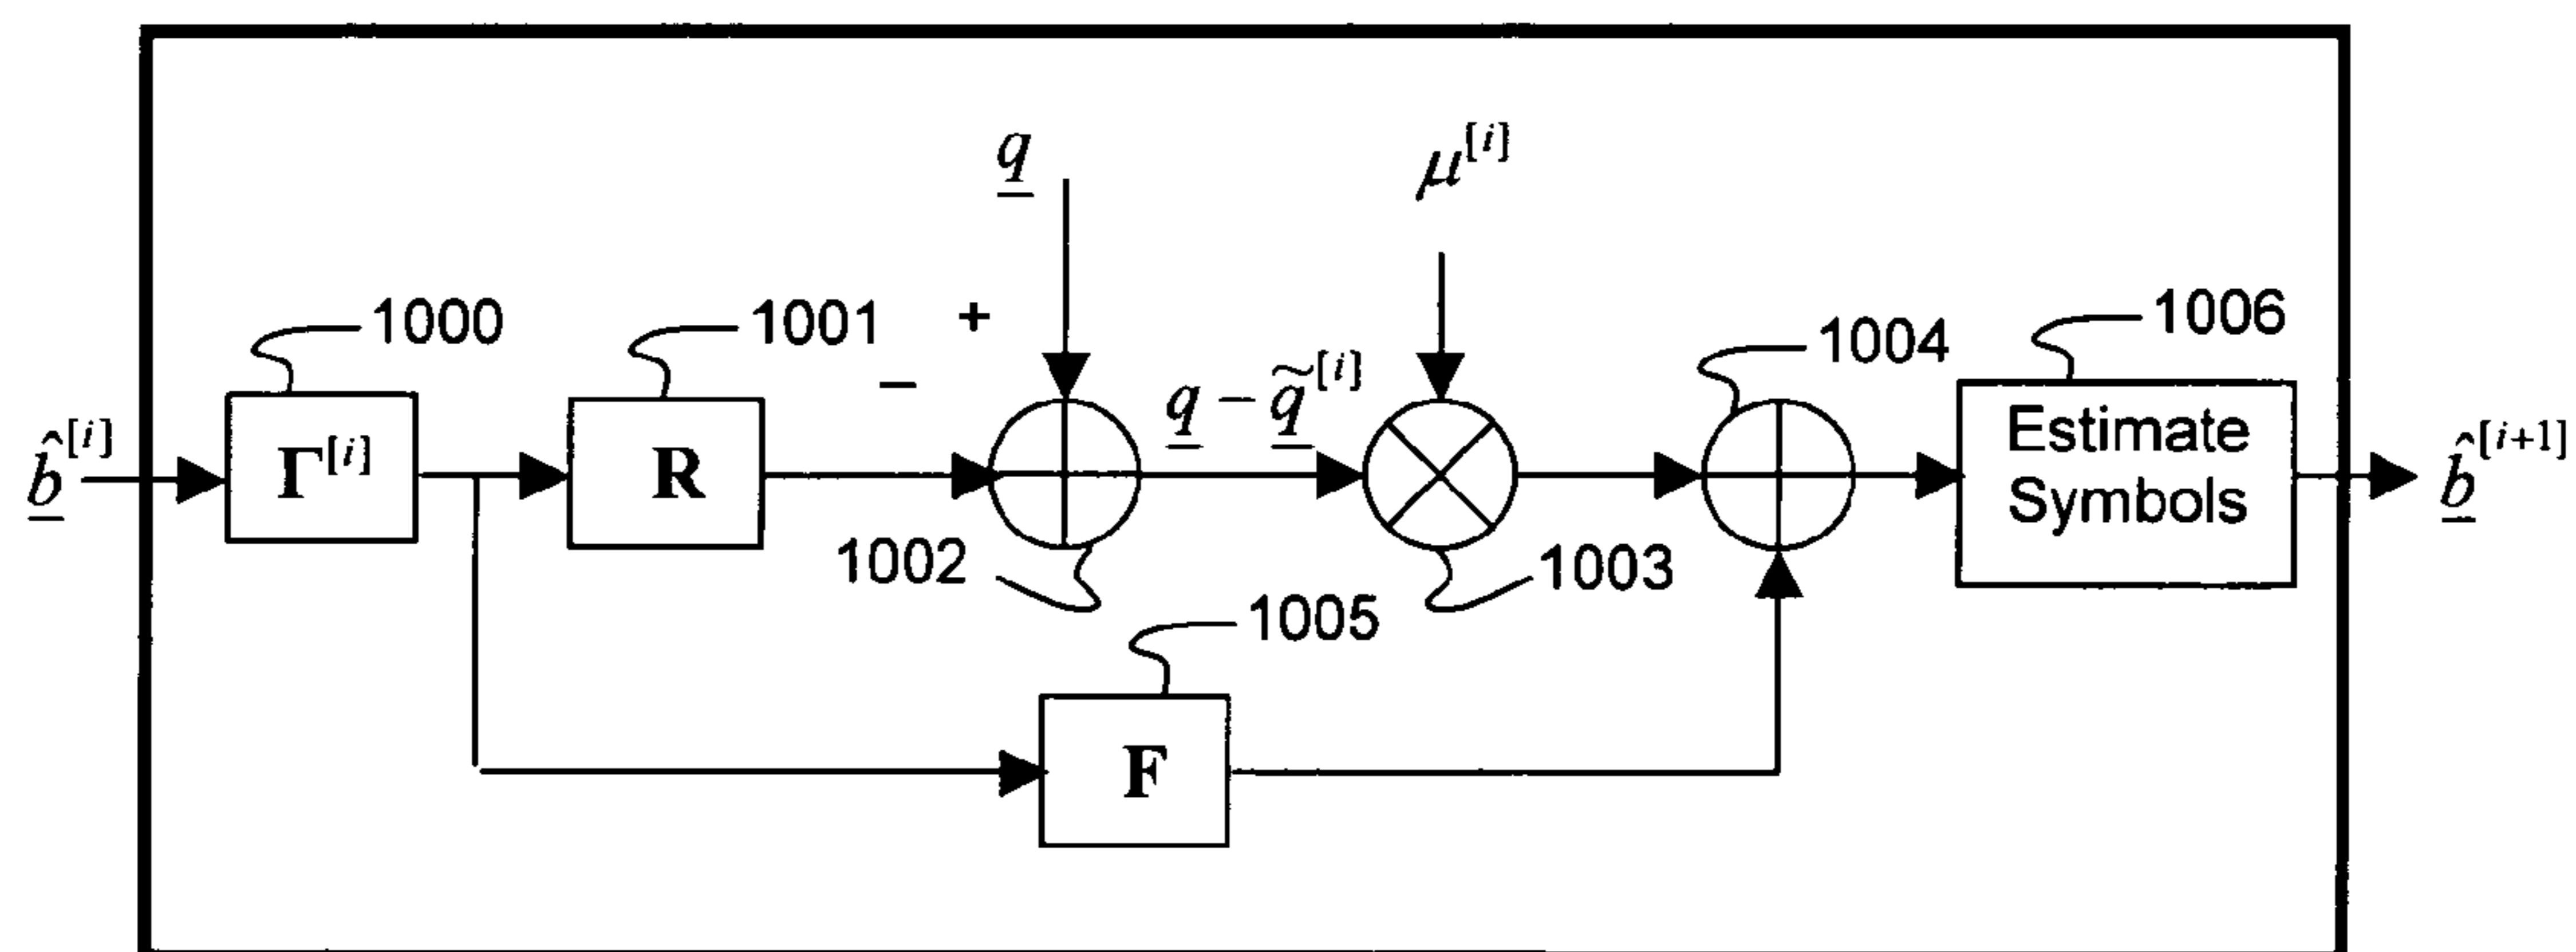 q
μ^[i]
1000
1001
+
1006
1004
−
b̂^[i]
Γ^[i]
R
q − q̃^[i]
Estimate
Symbols
b̂^[i+1]
1002
1003
1005
F